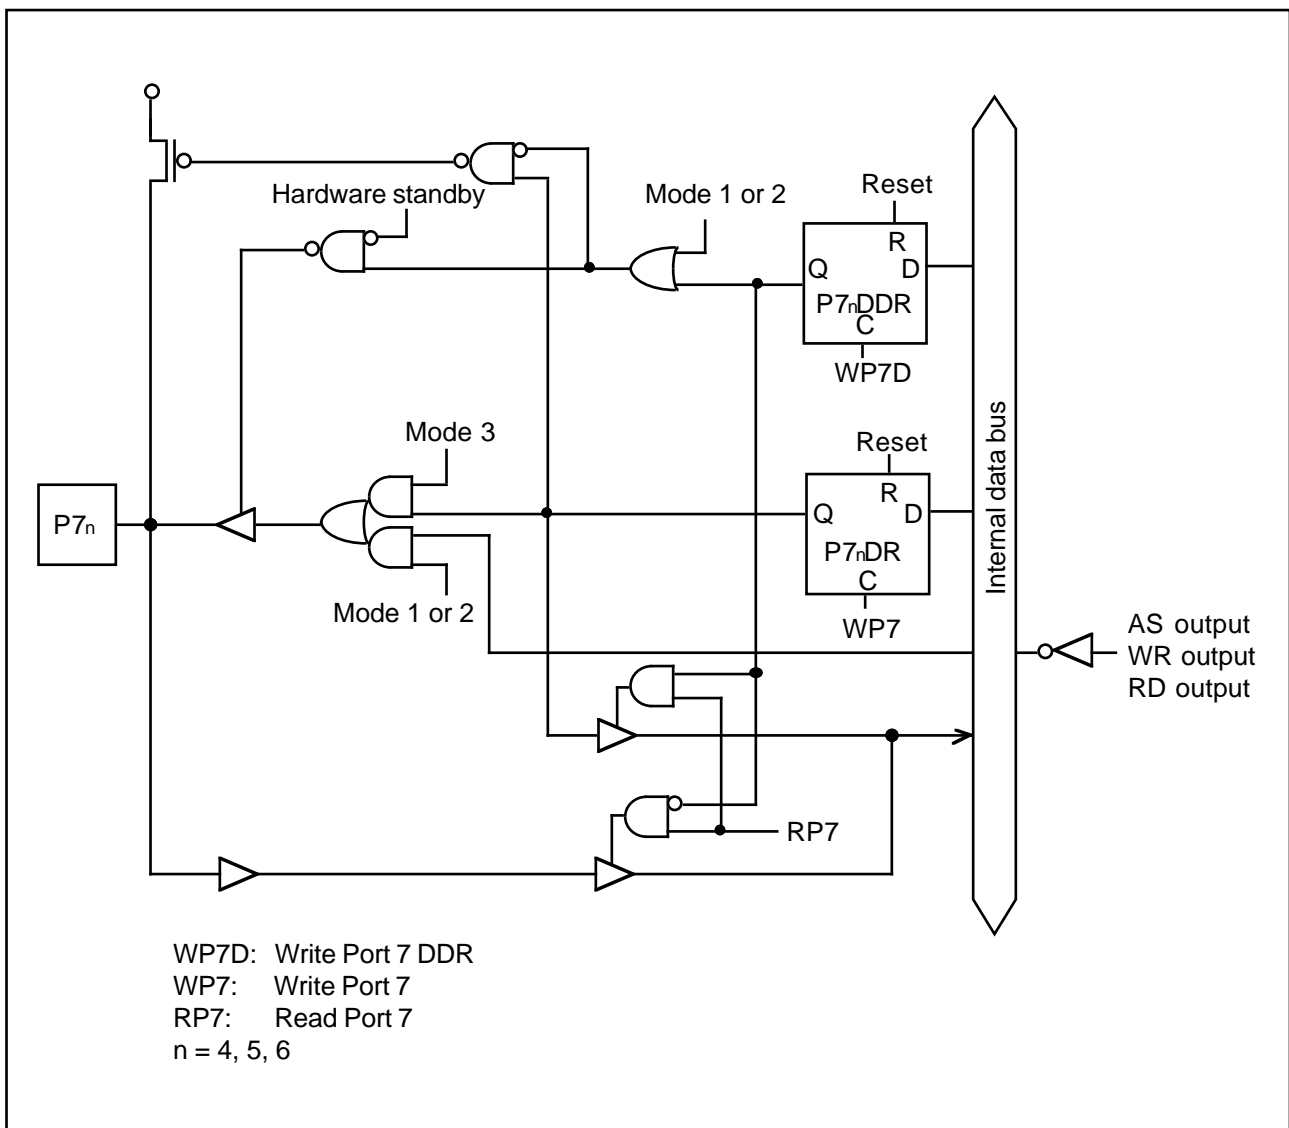 Hardware standby
Mode 1 or 2
Reset
R
Q
D
P7nDDR
C
WP7D
Mode 3
Reset
R
Q
D
P7nDR
C
WP7
P7n
Mode 1 or 2
Internal data bus
AS output
WR output
RD output
RP7
WP7D: Write Port 7 DDR
WP7: Write Port 7
RP7: Read Port 7
n = 4, 5, 6